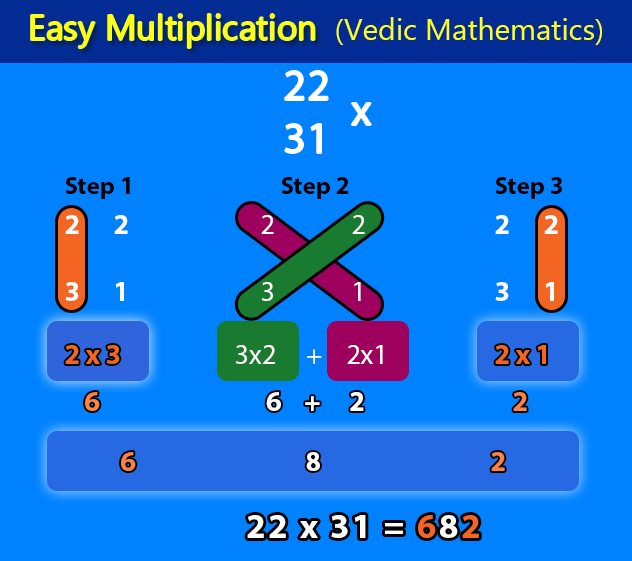 Easy Multiplication (Vedic Mathematics)
22
x
31
Step 1 Step 2 Step 3
2 2 2 2 2 2
3 1 3 1 3 1
2 x 3 3x2 + 2x1 2 x 1
6 6 + 2 2
6 8 2
22 x 31 = 682